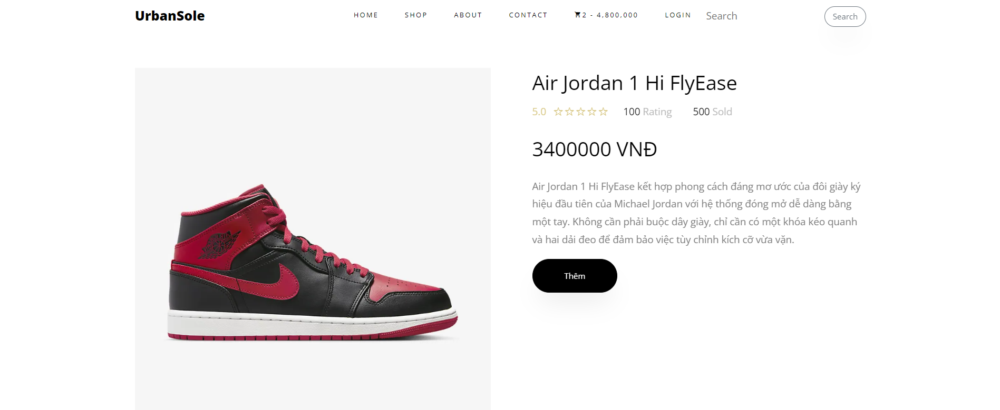 UrbanSole
HOME SHOP ABOUT CONTACT 2 - 4,800,000 LOGIN Search Search
Air Jordan 1 Hi FlyEase
5.0 ☆☆☆☆☆ 100 Rating 500 Sold
3400000 VNĐ
Air Jordan 1 Hi FlyEase kết hợp phong cách đáng mơ ước của đôi giày ký
hiệu đầu tiên của Michael Jordan với hệ thống đóng mở dễ dàng bằng
một tay. Không cần phải buộc dây giày, chỉ cần có một khóa kéo quanh
và hai dải đeo để đảm bảo việc tùy chỉnh kích cỡ vừa vặn.
Thêm